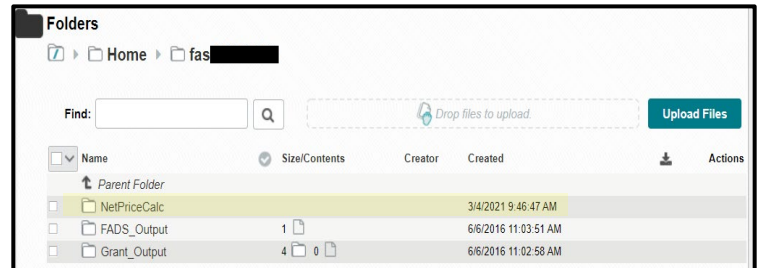 Folders
/ Home fas
Find: Drop files to upload. Upload Files
Name Size/Contents Creator Created Actions
Parent Folder
NetPriceCalc 3/4/2021 9:46:47 AM
FADS_Output 1 6/6/2016 11:03:51 AM
Grant_Output 4 0 6/6/2016 11:02:58 AM